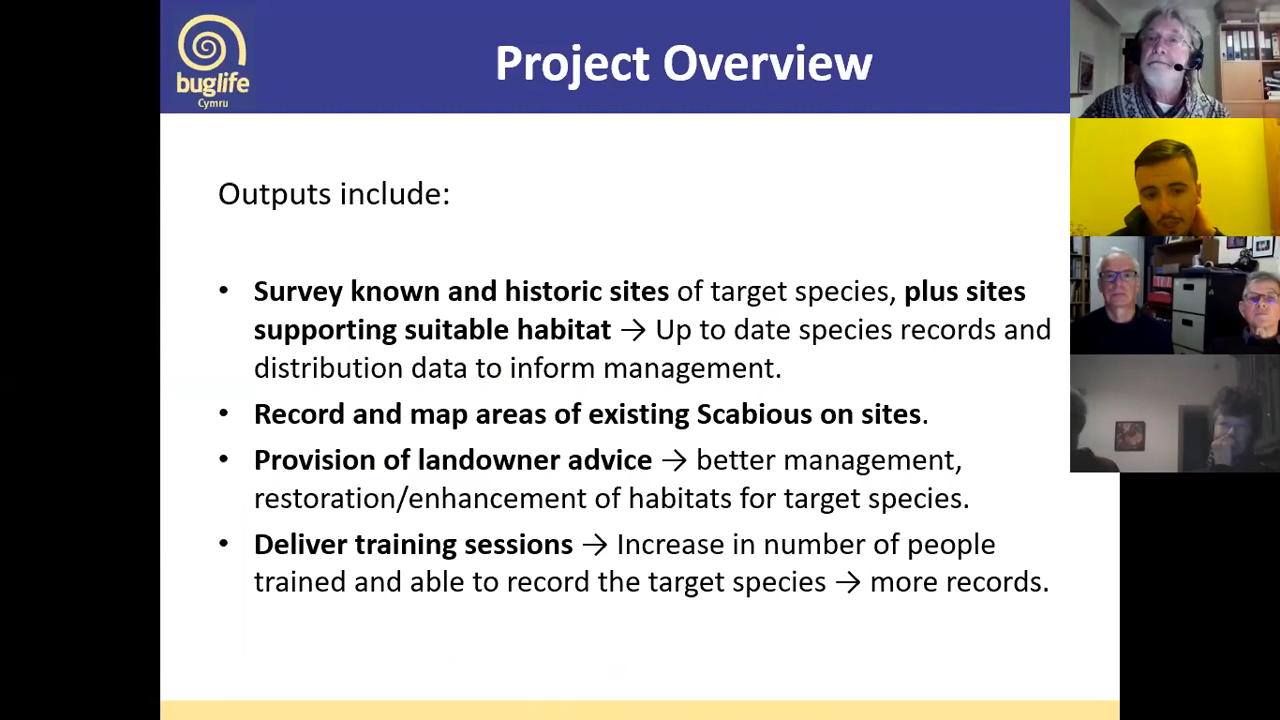 buglife
Cymru
Project Overview
Outputs include:
• Survey known and historic sites of target species, plus sites
supporting suitable habitat → Up to date species records and
distribution data to inform management.
• Record and map areas of existing Scabious on sites.
• Provision of landowner advice → better management,
restoration/enhancement of habitats for target species.
• Deliver training sessions → Increase in number of people
trained and able to record the target species → more records.